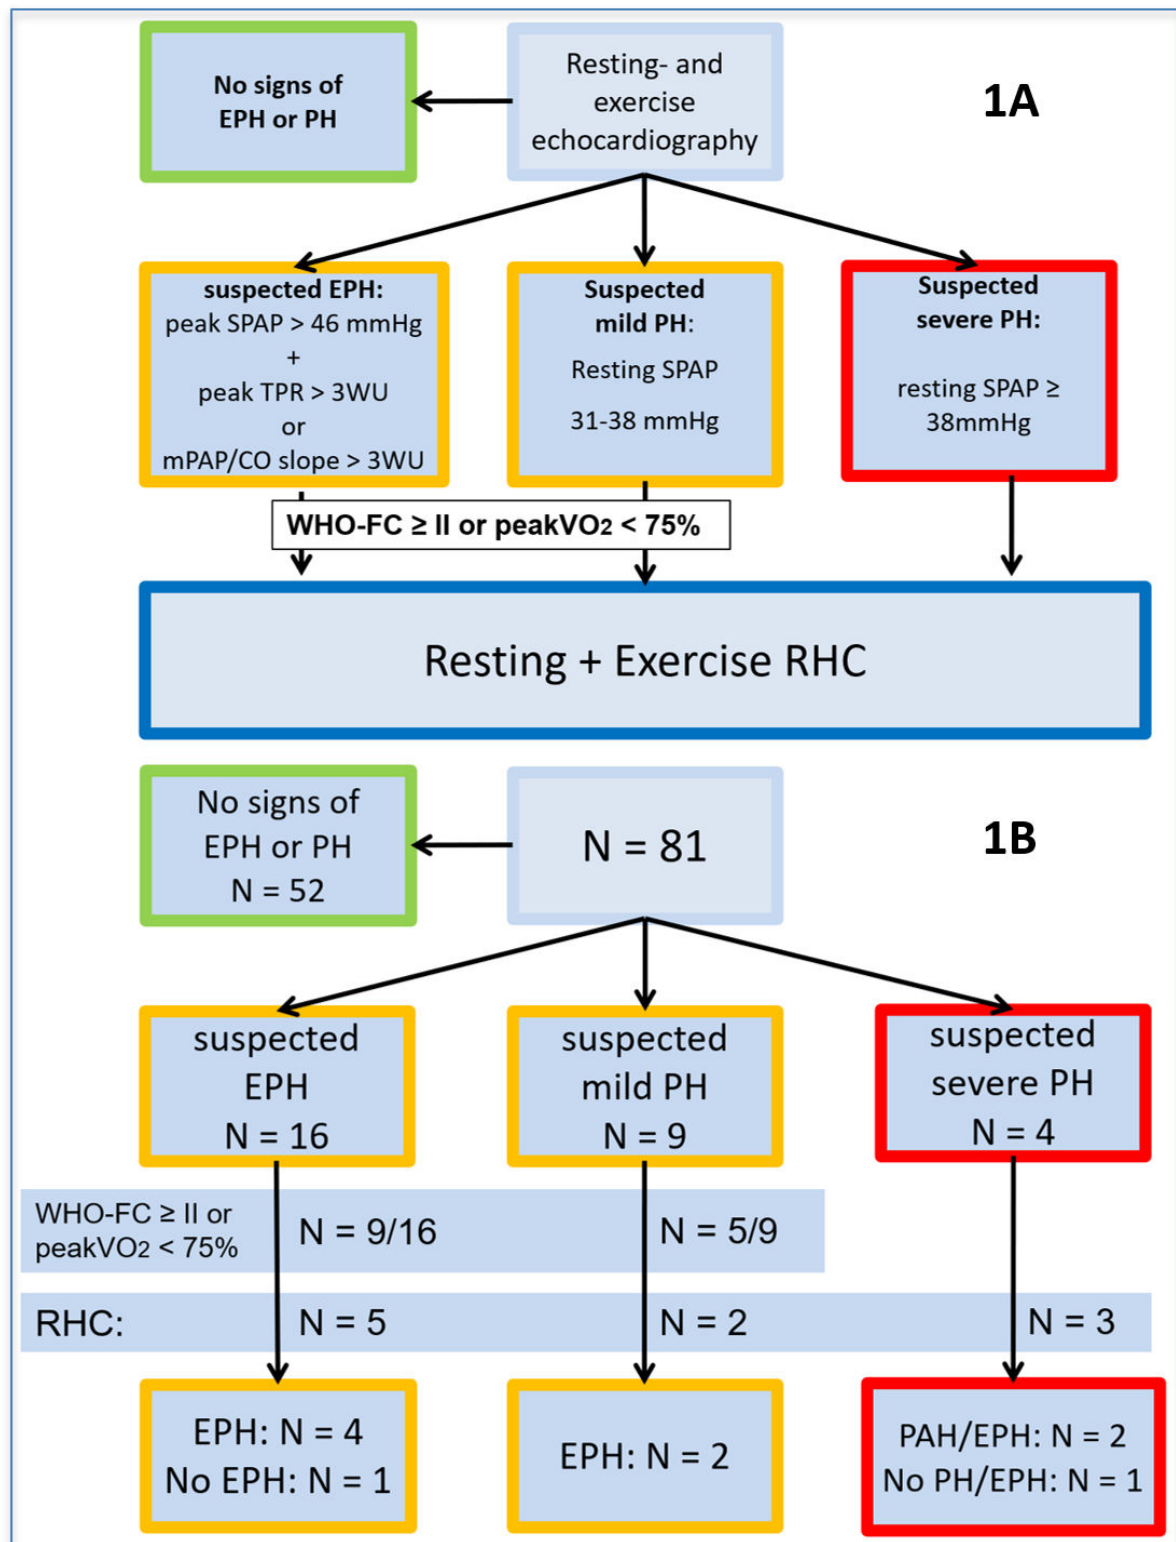 No signs of
EPH or PH
Resting- and
exercise
echocardiography
1A
suspected EPH:
peak SPAP > 46 mmHg
+
peak TPR > 3WU
or
mPAP/CO slope > 3WU
Suspected
mild PH:
Resting SPAP
31-38 mmHg
Suspected
severe PH:
resting SPAP ≥
38mmHg
WHO-FC ≥ II or peakVO2 < 75%
Resting + Exercise RHC
No signs of
EPH or PH
N = 52
N = 81
1B
suspected
EPH
N = 16
suspected
mild PH
N = 9
suspected
severe PH
N = 4
WHO-FC ≥ II or
peakVO2 < 75%
N = 9/16
N = 5/9
RHC:
N = 5
N = 2
N = 3
EPH: N = 4
No EPH: N = 1
EPH: N = 2
PAH/EPH: N = 2
No PH/EPH: N = 1